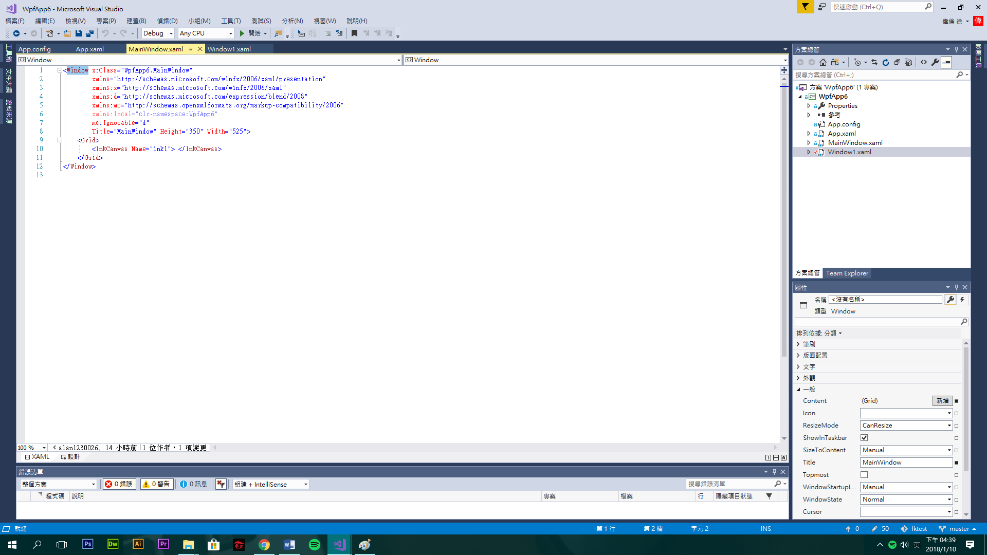 WpfApp6 - Microsoft Visual Studio
快速啟動 (Ctrl+Q)
檔案(F) 編輯(E) 檢視(V) 專案(P) 建置(B) 偵錯(D) 小組(M) 工具(T) 測試(S) 分析(N) 視窗(W) 說明(H)
Debug Any CPU 開始
App.config App.xaml MainWindow.xaml Window1.xaml
Window Window
1 <Window x:Class="WpfApp6.MainWindow"
2 xmlns="http://schemas.microsoft.com/winfx/2006/xaml/presentation"
3 xmlns:x="http://schemas.microsoft.com/winfx/2006/xaml"
4 xmlns:d="http://schemas.microsoft.com/expression/blend/2008"
5 xmlns:mc="http://schemas.openxmlformats.org/markup-compatibility/2006"
6 xmlns:local="clr-namespace:WpfApp6"
7 mc:Ignorable="d"
8 Title="MainWindow" Height="350" Width="525">
9 <Grid>
10 <InkCanvas Name="ink1"> </InkCanvas>
11 </Grid>
12 </Window>
13
100 % 14 小時前 1 位作者，1 項變更
XAML 設計
錯誤清單
整個方案 0 錯誤 0 警告 0 訊息 組建 + IntelliSense 搜尋錯誤清單
程式碼 說明 專案 檔案 行 隱藏項目狀態
方案總管
搜尋方案總管 (Ctrl+;)
方案 'WpfApp6' (1 專案)
WpfApp6
Properties
參考
App.config
App.xaml
MainWindow.xaml
Window1.xaml
方案總管 Team Explorer
屬性
名稱 <沒有名稱>
類型 Window
排列依據: 分類
筆刷
版面配置
文字
外觀
一般
Content (Grid) 新增
Icon
ResizeMode CanResize
ShowInTaskbar
SizeToContent Manual
Title MainWindow
Topmost
WindowStartupL... Manual
WindowState Normal
Cursor
就緒 第 1 行 第 2 欄 字元 2 INS 0 50 lktest master
Ps Dw Ai Pr
下午 04:39
2018/1/10